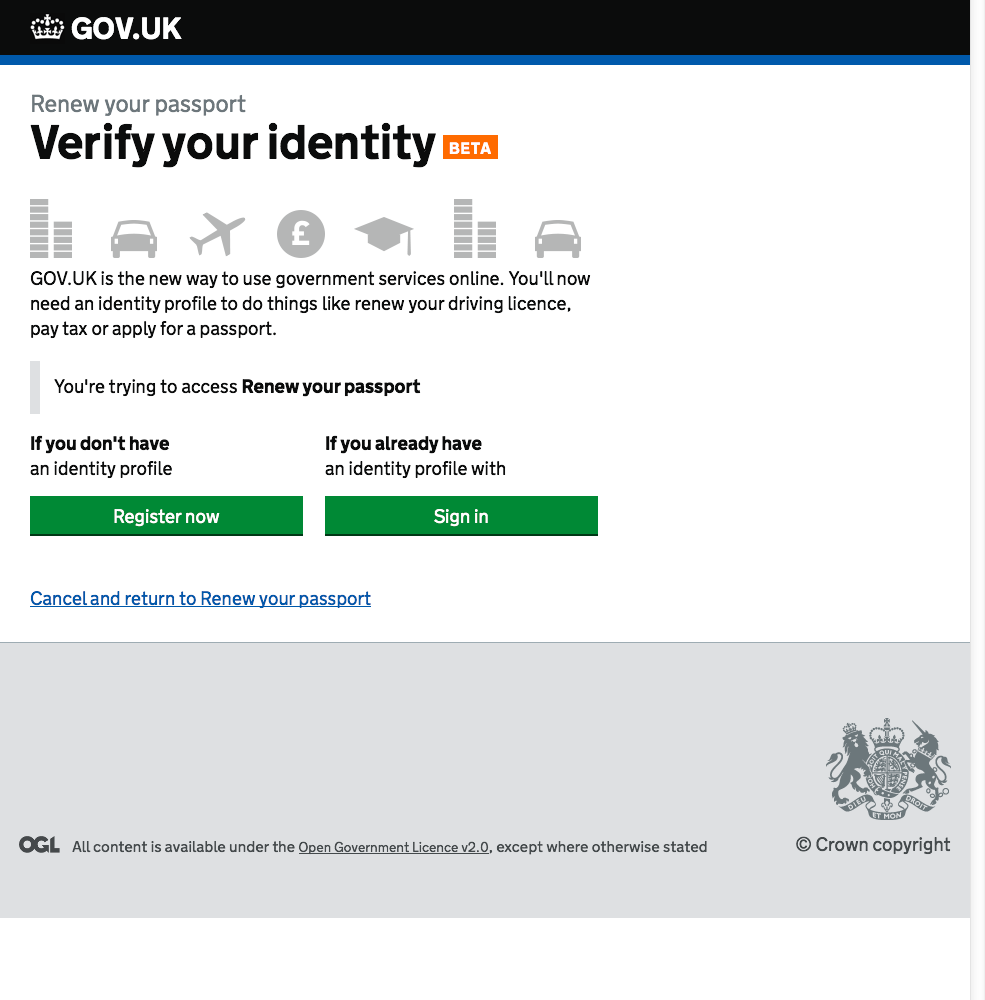 GOV.UK
Renew your passport
Verify your identity BETA
£
GOV.UK is the new way to use government services online. You'll now
need an identity profile to do things like renew your driving licence,
pay tax or apply for a passport.
You're trying to access Renew your passport
If you don't have
an identity profile
Register now
If you already have
an identity profile with
Sign in
Cancel and return to Renew your passport
DIEU ET MON DROIT
OGL All content is available under the Open Government Licence v2.0, except where otherwise stated
© Crown copyright